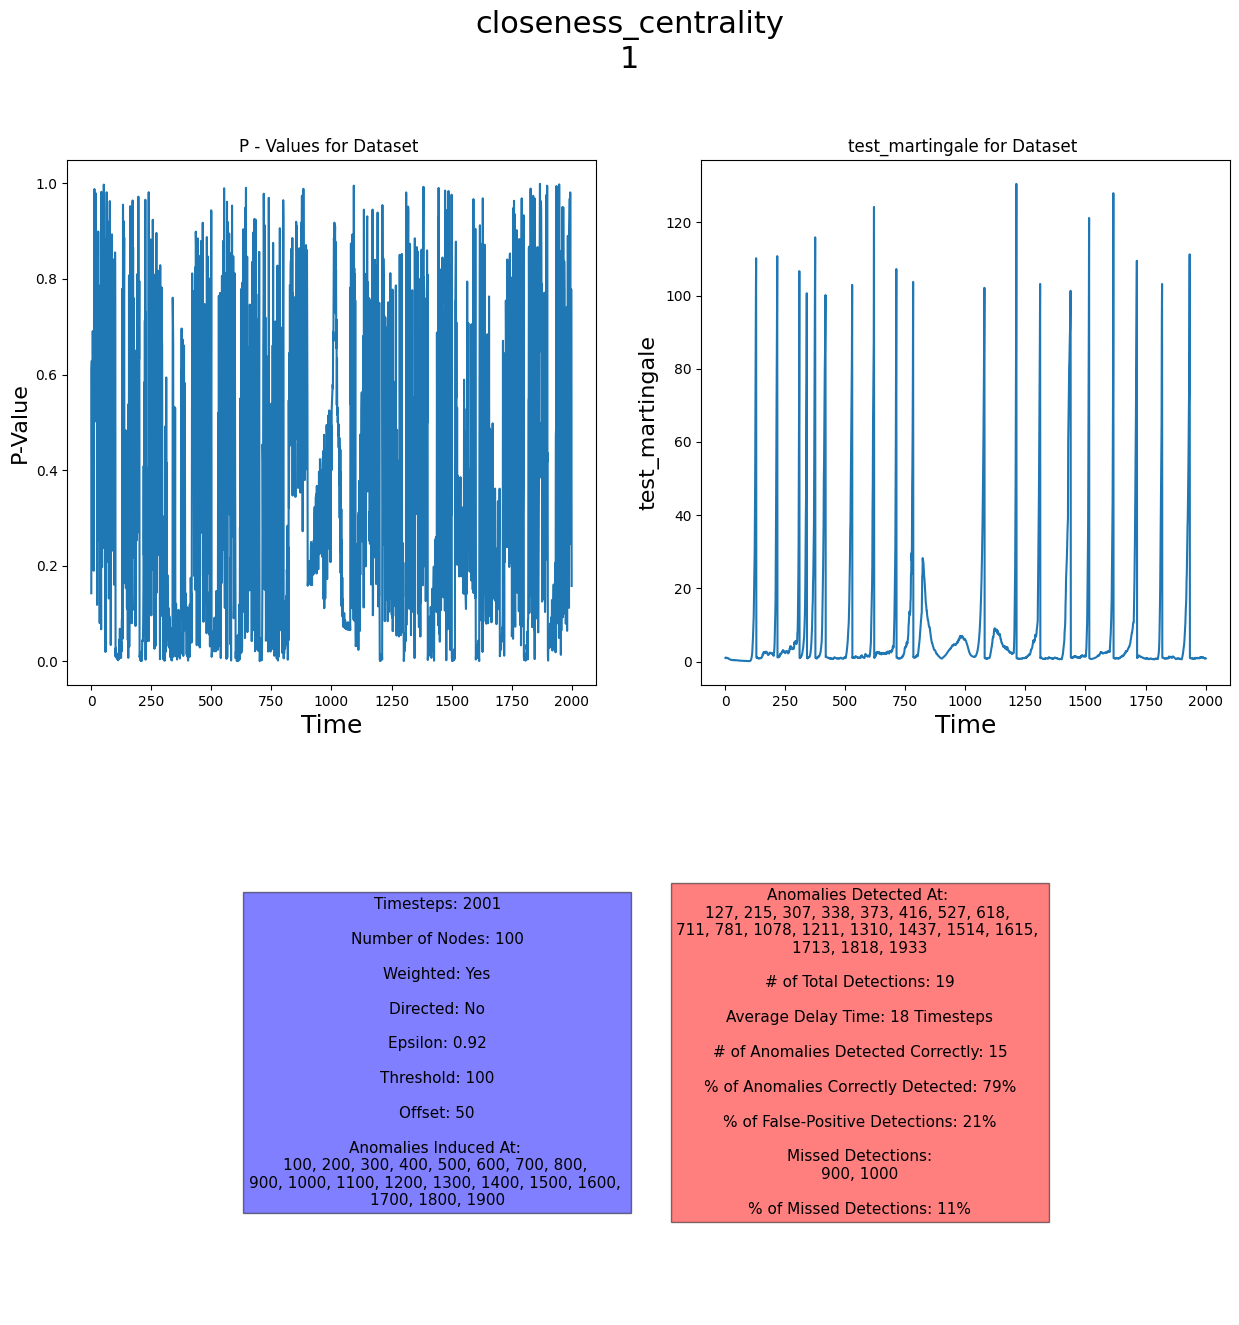 closeness_centrality
1
P - Values for Dataset
P-Value
1.0
0.8
0.6
0.4
0.2
0.0
0 250 500 750 1000 1250 1500 1750 2000
Time
test_martingale for Dataset
test_martingale
120
100
80
60
40
20
0
0 250 500 750 1000 1250 1500 1750 2000
Time
Timesteps: 2001
Number of Nodes: 100
Weighted: Yes
Directed: No
Epsilon: 0.92
Threshold: 100
Offset: 50
Anomalies Induced At:
100, 200, 300, 400, 500, 600, 700, 800,
900, 1000, 1100, 1200, 1300, 1400, 1500, 1600,
1700, 1800, 1900
Anomalies Detected At:
127, 215, 307, 338, 373, 416, 527, 618,
711, 781, 1078, 1211, 1310, 1437, 1514, 1615,
1713, 1818, 1933
# of Total Detections: 19
Average Delay Time: 18 Timesteps
# of Anomalies Detected Correctly: 15
% of Anomalies Correctly Detected: 79%
% of False-Positive Detections: 21%
Missed Detections:
900, 1000
% of Missed Detections: 11%